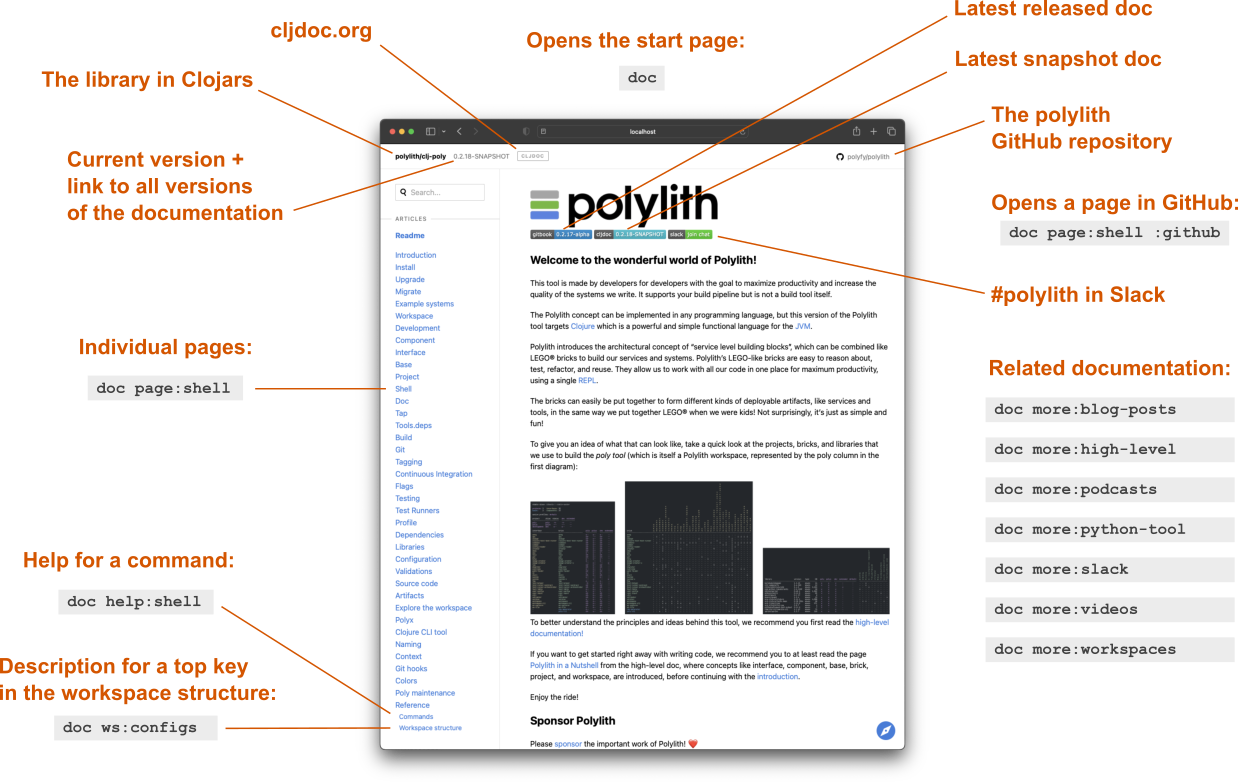 Latest released doc
cljdoc.org
Opens the start page:
doc
Latest snapshot doc
The library in Clojars
The polylith
GitHub repository
Current version +
link to all versions
of the documentation
Opens a page in GitHub:
doc page:shell :github
#polylith in Slack
Individual pages:
doc page:shell
Related documentation:
doc more:blog-posts
doc more:high-level
doc more:podcasts
doc more:python-tool
doc more:slack
doc more:videos
doc more:workspaces
Help for a command:
doc help:shell
Description for a top key
in the workspace structure:
doc ws:configs
localhost
polylith/clj-poly 0.2.18-SNAPSHOT CLJDOC
polyfy/polylith
Search...
ARTICLES
Readme
Introduction
Install
Upgrade
Migrate
Example systems
Workspace
Development
Component
Interface
Base
Project
Shell
Doc
Tap
Tools.deps
Build
Git
Tagging
Continuous Integration
Flags
Testing
Test Runners
Profile
Dependencies
Libraries
Configuration
Validations
Source code
Artifacts
Explore the workspace
Polyx
Clojure CLI tool
Naming
Context
Git hooks
Colors
Poly maintenance
Reference
Commands
Workspace structure
polylith
gitbook 0.2.17-alpha cljdoc 0.2.18-SNAPSHOT slack join chat
Welcome to the wonderful world of Polylith!
This tool is made by developers for developers with the goal to maximize productivity and increase the
quality of the systems we write. It supports your build pipeline but is not a build tool itself.
The Polylith concept can be implemented in any programming language, but this version of the Polylith
tool targets Clojure which is a powerful and simple functional language for the JVM.
Polylith introduces the architectural concept of “service level building blocks”, which can be combined like
LEGO® bricks to build our services and systems. Polylith’s LEGO-like bricks are easy to reason about,
test, refactor, and reuse. They allow us to work with all our code in one place for maximum productivity,
using a single REPL.
The bricks can easily be put together to form different kinds of deployable artifacts, like services and
tools, in the same way we put together LEGO® when we were kids! Not surprisingly, it’s just as simple and
fun!
To give you an idea of what that can look like, take a quick look at the projects, bricks, and libraries that
we use to build the poly tool (which is itself a Polylith workspace, represented by the poly column in the
first diagram):
To better understand the principles and ideas behind this tool, we recommend you first read the high-level
documentation!
If you want to get started right away with writing code, we recommend you to at least read the page
Polylith in a Nutshell from the high-level doc, where concepts like interface, component, base, brick,
project, and workspace, are introduced, before continuing with the introduction.
Enjoy the ride!
Sponsor Polylith
Please sponsor the important work of Polylith! ❤️